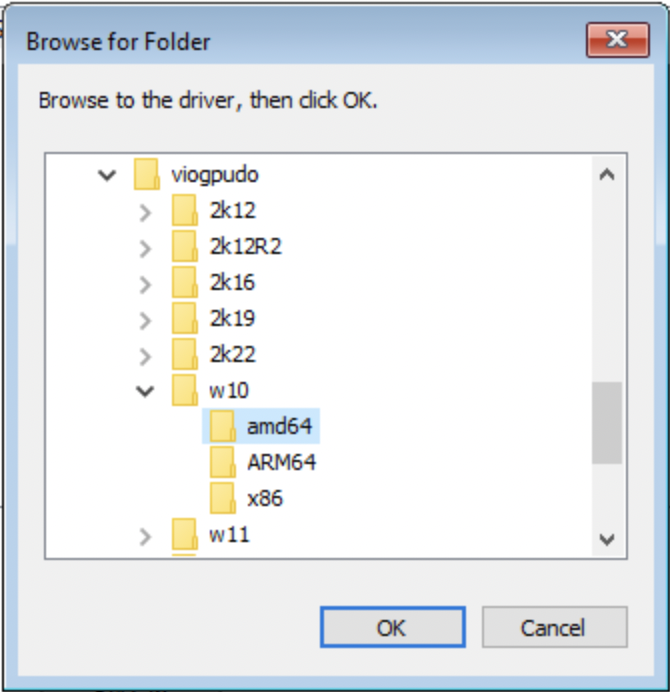 Browse for Folder
Browse to the driver, then click OK.
viogpudo
2k12
2k12R2
2k16
2k19
2k22
w10
amd64
ARM64
x86
w11
OK
Cancel